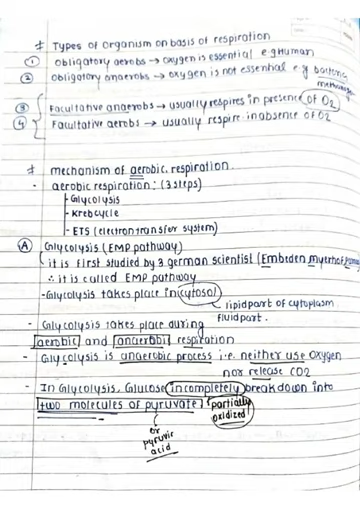 # Types of organism on basis of respiration
① obligatory aerobs → oxygen is essential e.g Human
② obligatory anaerobs → oxygen is not essential e.g bacteria
③ Facultative anaerobs → usually respires in presence of O2
④ Facultative aerobs → usually respire in absence of O2
# mechanism of aerobic respiration.
- aerobic respiration: (3 steps)
- Glycolysis
- Kreb cycle
- ETS (electron transfer system)
Ⓐ Glycolysis (EMP pathway)
it is first studied by 3 german scientist (Embeden
∴ it is called EMP pathway
- Glycolysis takes place in cytosol
lipid part of cytoplasm
fluid part.
- Glycolysis takes place during
aerobic and anaerobic respiration
- Glycolysis is anaerobic process i.e. neither use Oxygen
nor release CO2
- In Glycolysis, Glucose incompletely breakdown into
two molecules of pyruvate partially
oxidized
or
pyruvic
acid